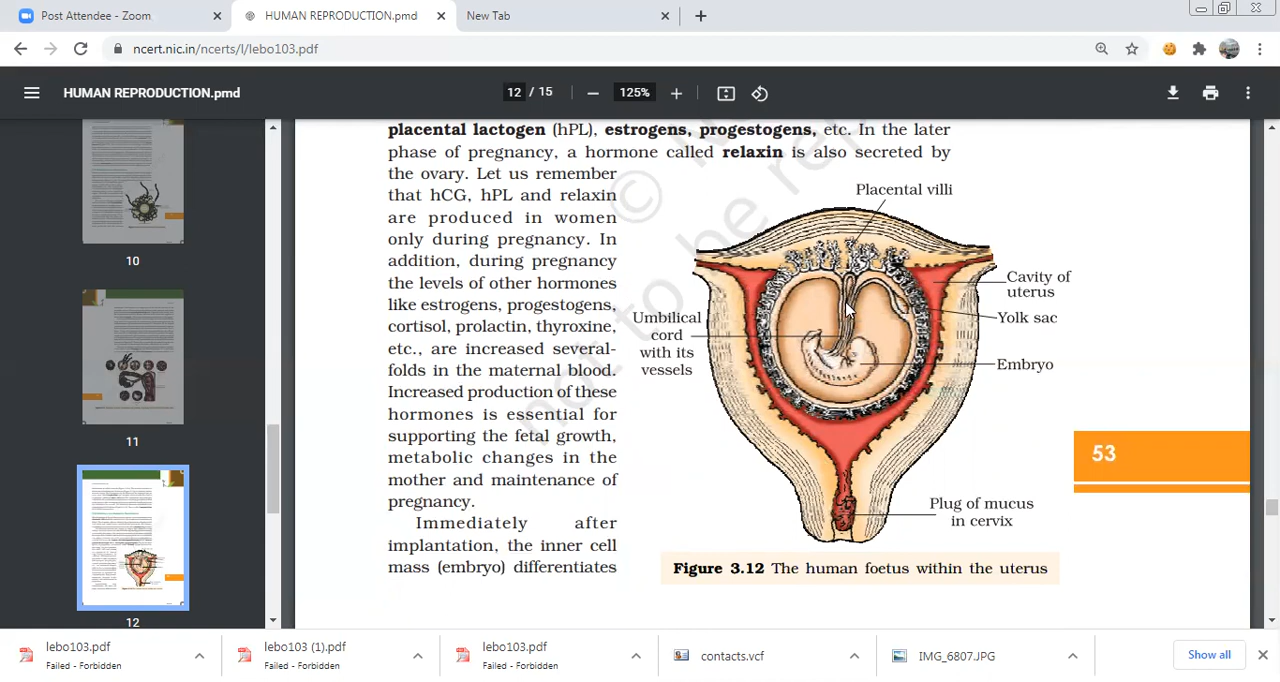 Post Attendee - Zoom
HUMAN REPRODUCTION.pmd
New Tab
ncert.nic.in/ncerts/l/lebo103.pdf
HUMAN REPRODUCTION.pmd
12 / 15
125%
10
11
12
placental lactogen (hPL), estrogens, progestogens, etc. In the later
phase of pregnancy, a hormone called relaxin is also secreted by
the ovary. Let us remember
that hCG, hPL and relaxin
are produced in women
only during pregnancy. In
addition, during pregnancy
the levels of other hormones
like estrogens, progestogens,
cortisol, prolactin, thyroxine,
etc., are increased several-
folds in the maternal blood.
Increased production of these
hormones is essential for
supporting the fetal growth,
metabolic changes in the
mother and maintenance of
pregnancy.
Immediately after
implantation, the inner cell
mass (embryo) differentiates
Placental villi
Cavity of
uterus
Yolk sac
Umbilical
cord
with its
vessels
Embryo
Plug of mucus
in cervix
Figure 3.12 The human foetus within the uterus
53
©
not to be re
lebo103.pdf
Failed - Forbidden
lebo103 (1).pdf
Failed - Forbidden
lebo103.pdf
Failed - Forbidden
contacts.vcf
IMG_6807.JPG
Show all